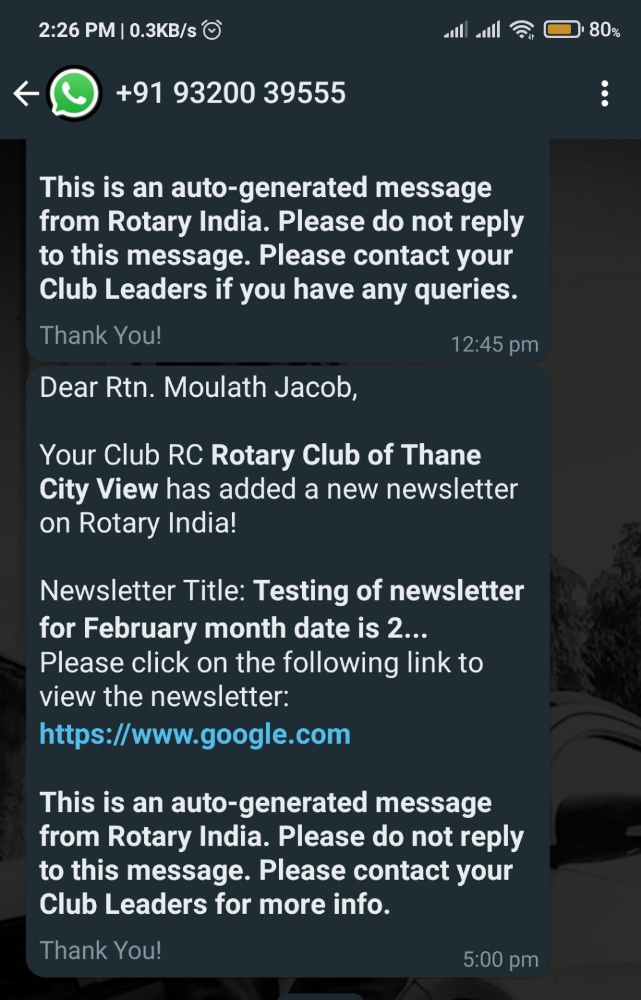 2:26 PM | 0.3KB/s
80%
+91 93200 39555
This is an auto-generated message
from Rotary India. Please do not reply
to this message. Please contact your
Club Leaders if you have any queries.
Thank You!
12:45 pm
Dear Rtn. Moulath Jacob,
Your Club RC Rotary Club of Thane
City View has added a new newsletter
on Rotary India!
Newsletter Title: Testing of newsletter
for February month date is 2...
Please click on the following link to
view the newsletter:
https://www.google.com
This is an auto-generated message
from Rotary India. Please do not reply
to this message. Please contact your
Club Leaders for more info.
Thank You!
5:00 pm